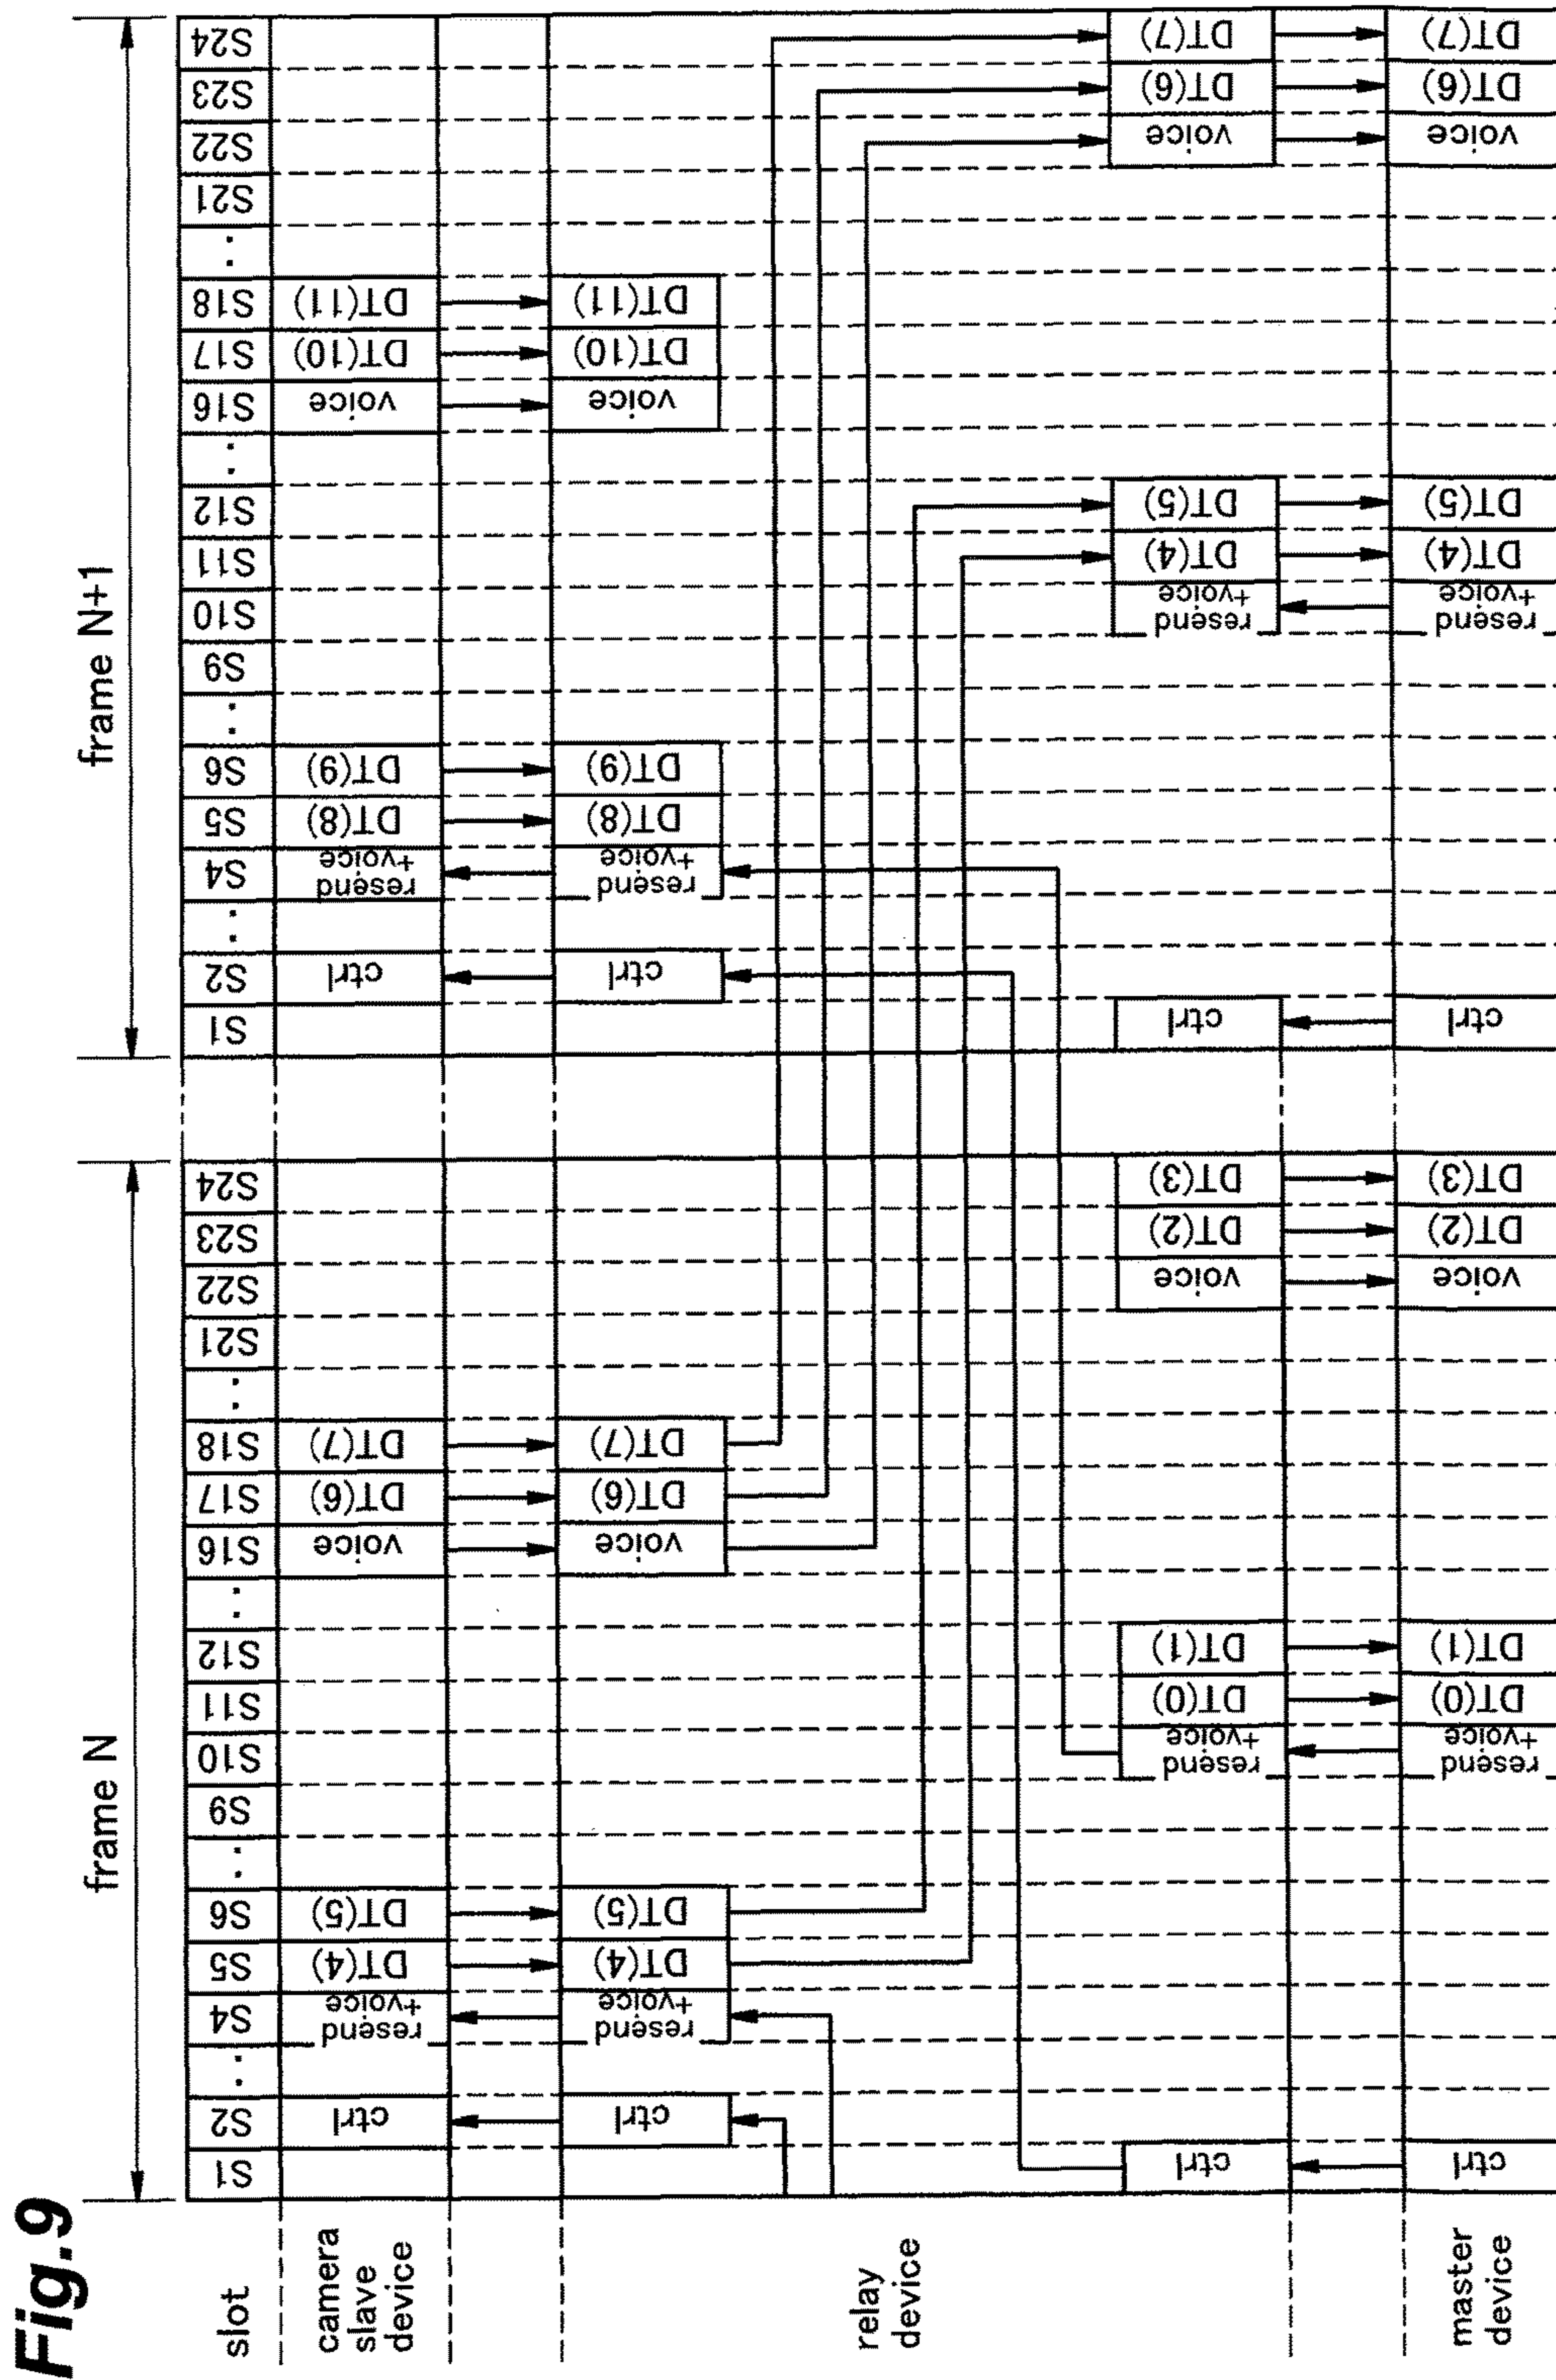 Fig.9
frame N
frame N+1
slot
S1
S2
:
S4
S5
S6
:
S9
S10
S11
S12
:
S16
S17
S18
:
S21
S22
S23
S24
S1
S2
:
S4
S5
S6
:
S9
S10
S11
S12
:
S16
S17
S18
:
S21
S22
S23
S24
camera
slave
device
ctrl
resend
+voice
DT(4)
DT(5)
voice
DT(6)
DT(7)
ctrl
resend
+voice
DT(8)
DT(9)
voice
DT(10)
DT(11)
relay
device
ctrl
resend
+voice
DT(4)
DT(5)
voice
DT(6)
DT(7)
ctrl
resend
+voice
DT(8)
DT(9)
voice
DT(10)
DT(11)
ctrl
resend
+voice
DT(0)
DT(1)
voice
DT(2)
DT(3)
ctrl
resend
+voice
DT(4)
DT(5)
voice
DT(6)
DT(7)
master
device
ctrl
resend
+voice
DT(0)
DT(1)
voice
DT(2)
DT(3)
ctrl
resend
+voice
DT(4)
DT(5)
voice
DT(6)
DT(7)